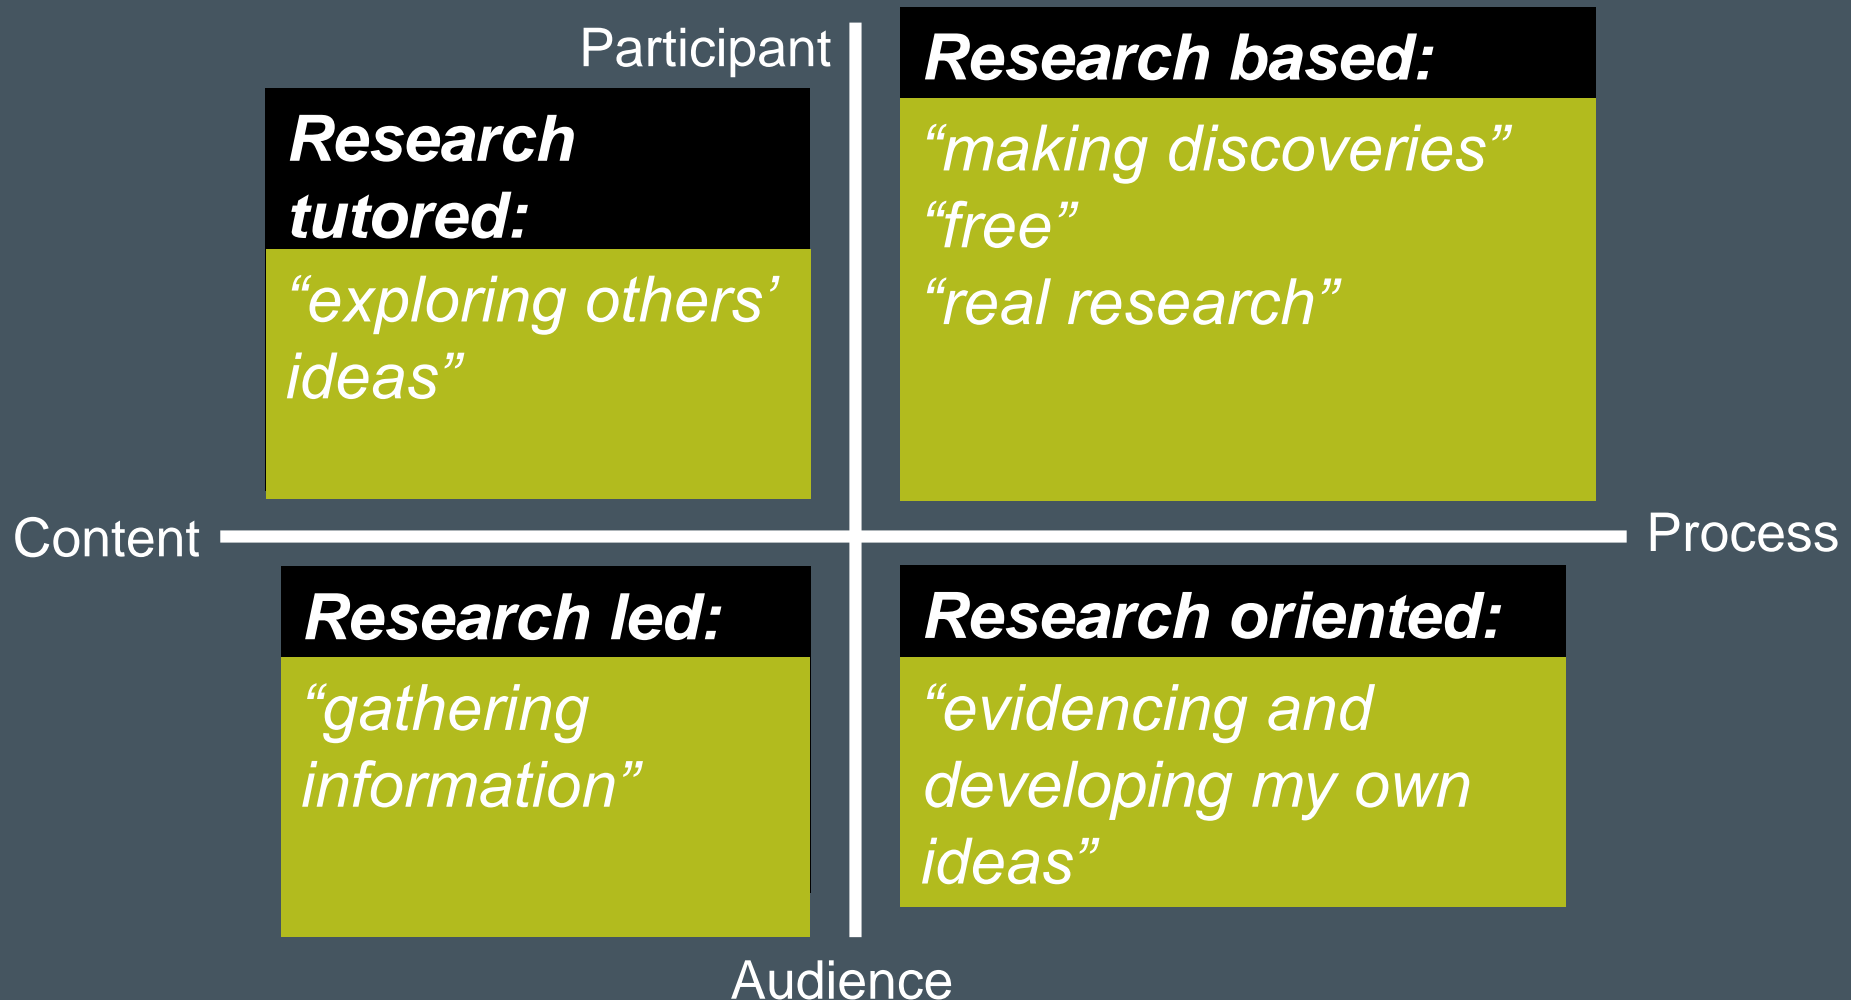 Participant
Research based:
“making discoveries”
“free”
“real research”
Research
tutored:
“exploring others’
ideas”
Content
Process
Research led:
“gathering
information”
Research oriented:
“evidencing and
developing my own
ideas”
Audience